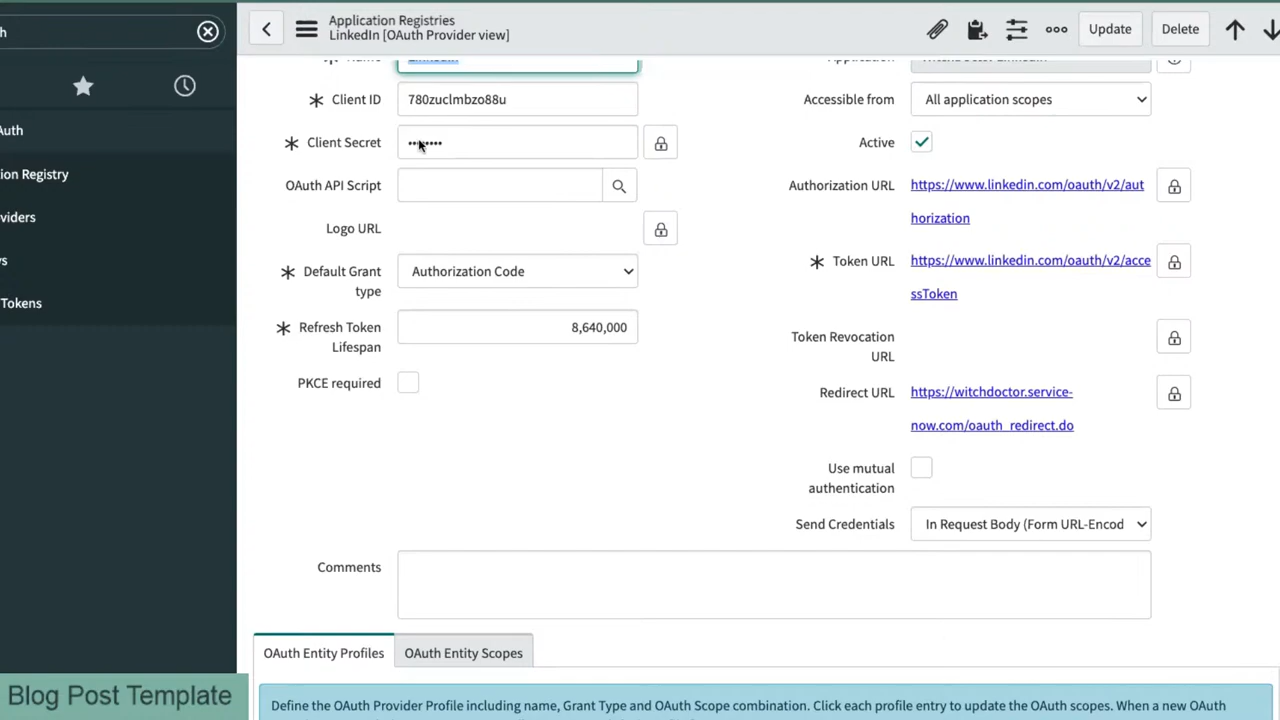 h
Application Registries
LinkedIn [OAuth Provider view]
Update
Delete
Auth
ion Registry
viders
s
Tokens
Name
LinkedIn
Client ID
780zuclmbzo88u
Client Secret
OAuth API Script
Logo URL
Default Grant
type
Authorization Code
Refresh Token
Lifespan
8,640,000
PKCE required
Application
Accessible from
All application scopes
Active
Authorization URL
https://www.linkedin.com/oauth/v2/aut
horization
Token URL
https://www.linkedin.com/oauth/v2/acce
ssToken
Token Revocation
URL
Redirect URL
https://witchdoctor.service-
now.com/oauth_redirect.do
Use mutual
authentication
Send Credentials
In Request Body (Form URL-Encod
Comments
OAuth Entity Profiles
OAuth Entity Scopes
Define the OAuth Provider Profile including name, Grant Type and OAuth Scope combination. Click each profile entry to update the OAuth scopes. When a new OAuth
Blog Post Template